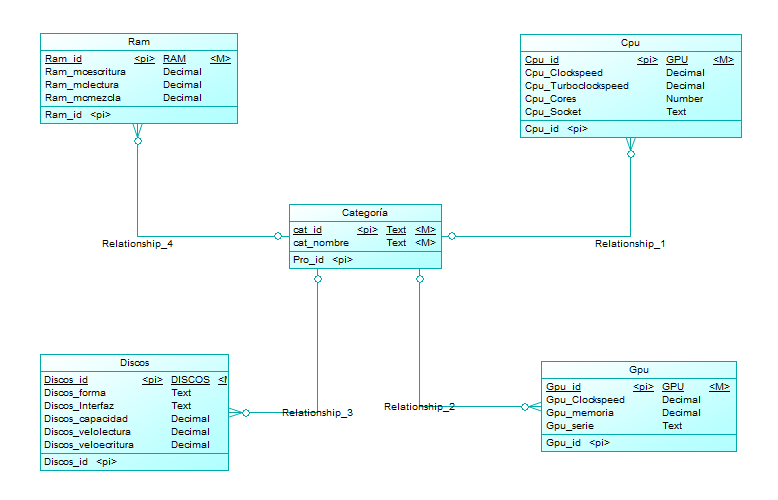 Ram
Ram_id <pi> RAM <M>
Ram_mcescritura Decimal
Ram_mclectura Decimal
Ram_mcmezcla Decimal
Ram_id <pi>
Cpu
Cpu_id <pi> GPU <M>
Cpu_Clockspeed Decimal
Cpu_Turboclockspeed Decimal
Cpu_Cores Number
Cpu_Socket Text
Cpu_id <pi>
Categoría
cat_id <pi> Text <M>
cat_nombre Text <M>
Pro_id <pi>
Relationship_4
Relationship_1
Discos
Discos_id <pi> DISCOS <M
Discos_forma Text
Discos_Interfaz Text
Discos_capacidad Decimal
Discos_velolectura Decimal
Discos_veloecritura Decimal
Discos_id <pi>
Relationship_3
Relationship_2
Gpu
Gpu_id <pi> GPU <M>
Gpu_Clockspeed Decimal
Gpu_memoria Decimal
Gpu_serie Text
Gpu_id <pi>